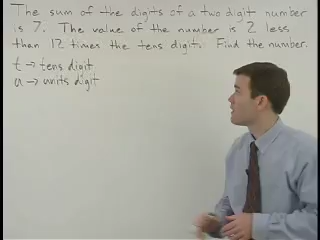 The sum of the digits of a two digit number
is 7. The value of the number is 2 less
than 12 times the tens digit. Find the number.
t → tens digit
u → units digit